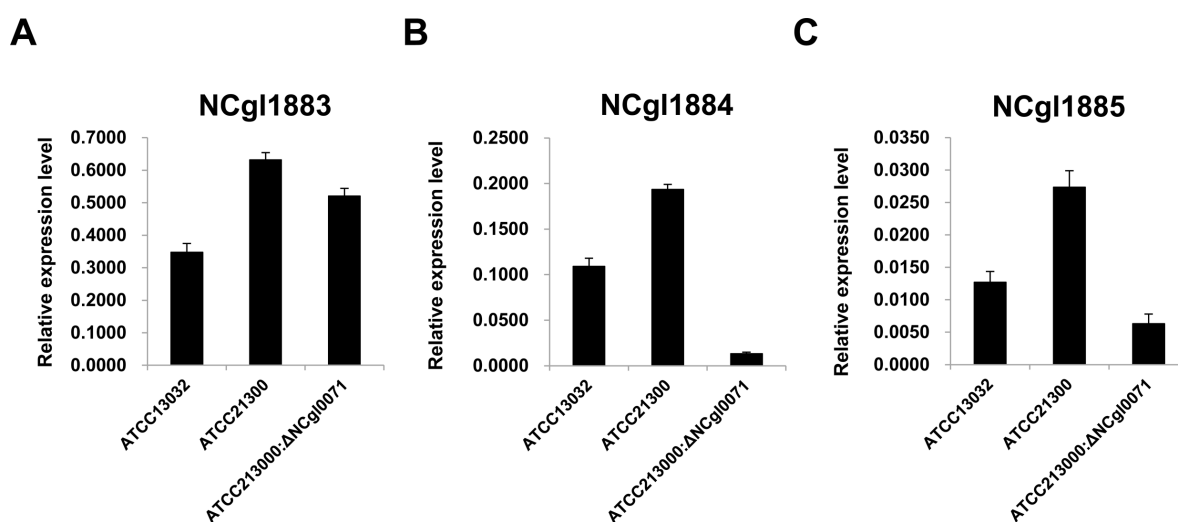 A
B
C
NCgl1883
Relative expression level
0.7000
0.6000
0.5000
0.4000
0.3000
0.2000
0.1000
0.0000
ATCC13032
ATCC21300
ATCC213000:ΔNCgl0071
NCgl1884
Relative expression level
0.2500
0.2000
0.1500
0.1000
0.0500
0.0000
ATCC13032
ATCC21300
ATCC213000:ΔNCgl0071
NCgl1885
Relative expression level
0.0350
0.0300
0.0250
0.0200
0.0150
0.0100
0.0050
0.0000
ATCC13032
ATCC21300
ATCC213000:ΔNCgl0071